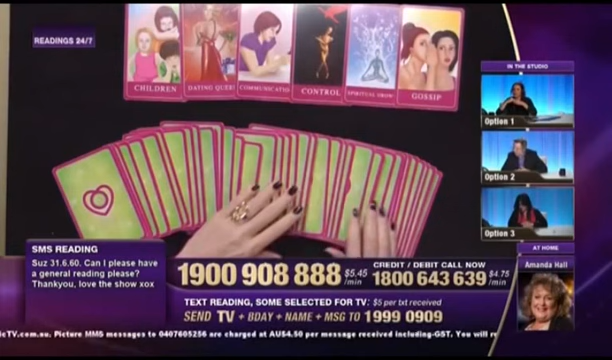 READINGS 24/7
CHILDREN
DATING QUEEN
COMMUNICATION
CONTROL
SPIRITUAL GROW
GOSSIP
IN THE STUDIO
Option 1
Option 2
Option 3
AT HOME
Amanda Hall
SMS READING
Suz 31.6.60. Can I please have
a general reading please?
Thankyou, love the show xox
1900 908 888 $5.45 /min
CREDIT / DEBIT CALL NOW
1800 643 639 $4.75 /min
TEXT READING, SOME SELECTED FOR TV: $5 per txt received
SEND TV + BDAY + NAME + MSG TO 1999 0909
icTV.com.au. Picture MMS messages to 0407605256 are charged at AU$4.50 per message received including-GST. You will r